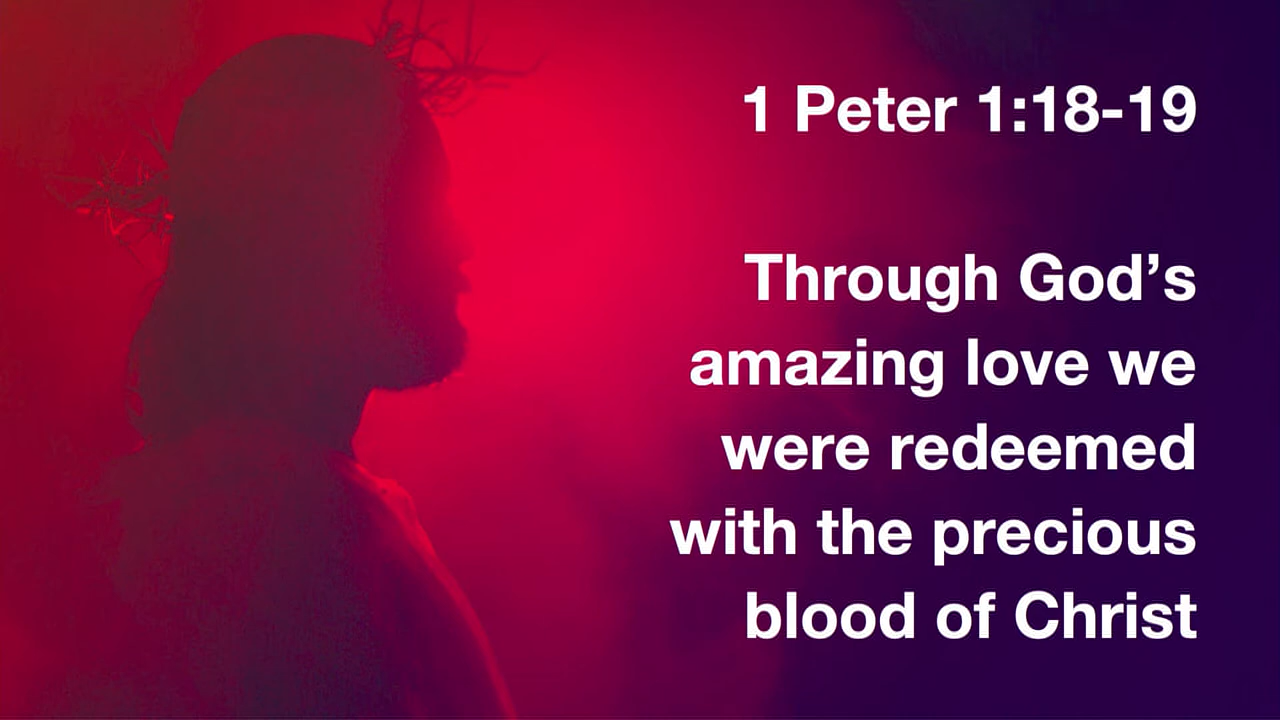 1 Peter 1:18-19
Through God’s
amazing love we
were redeemed
with the precious
blood of Christ